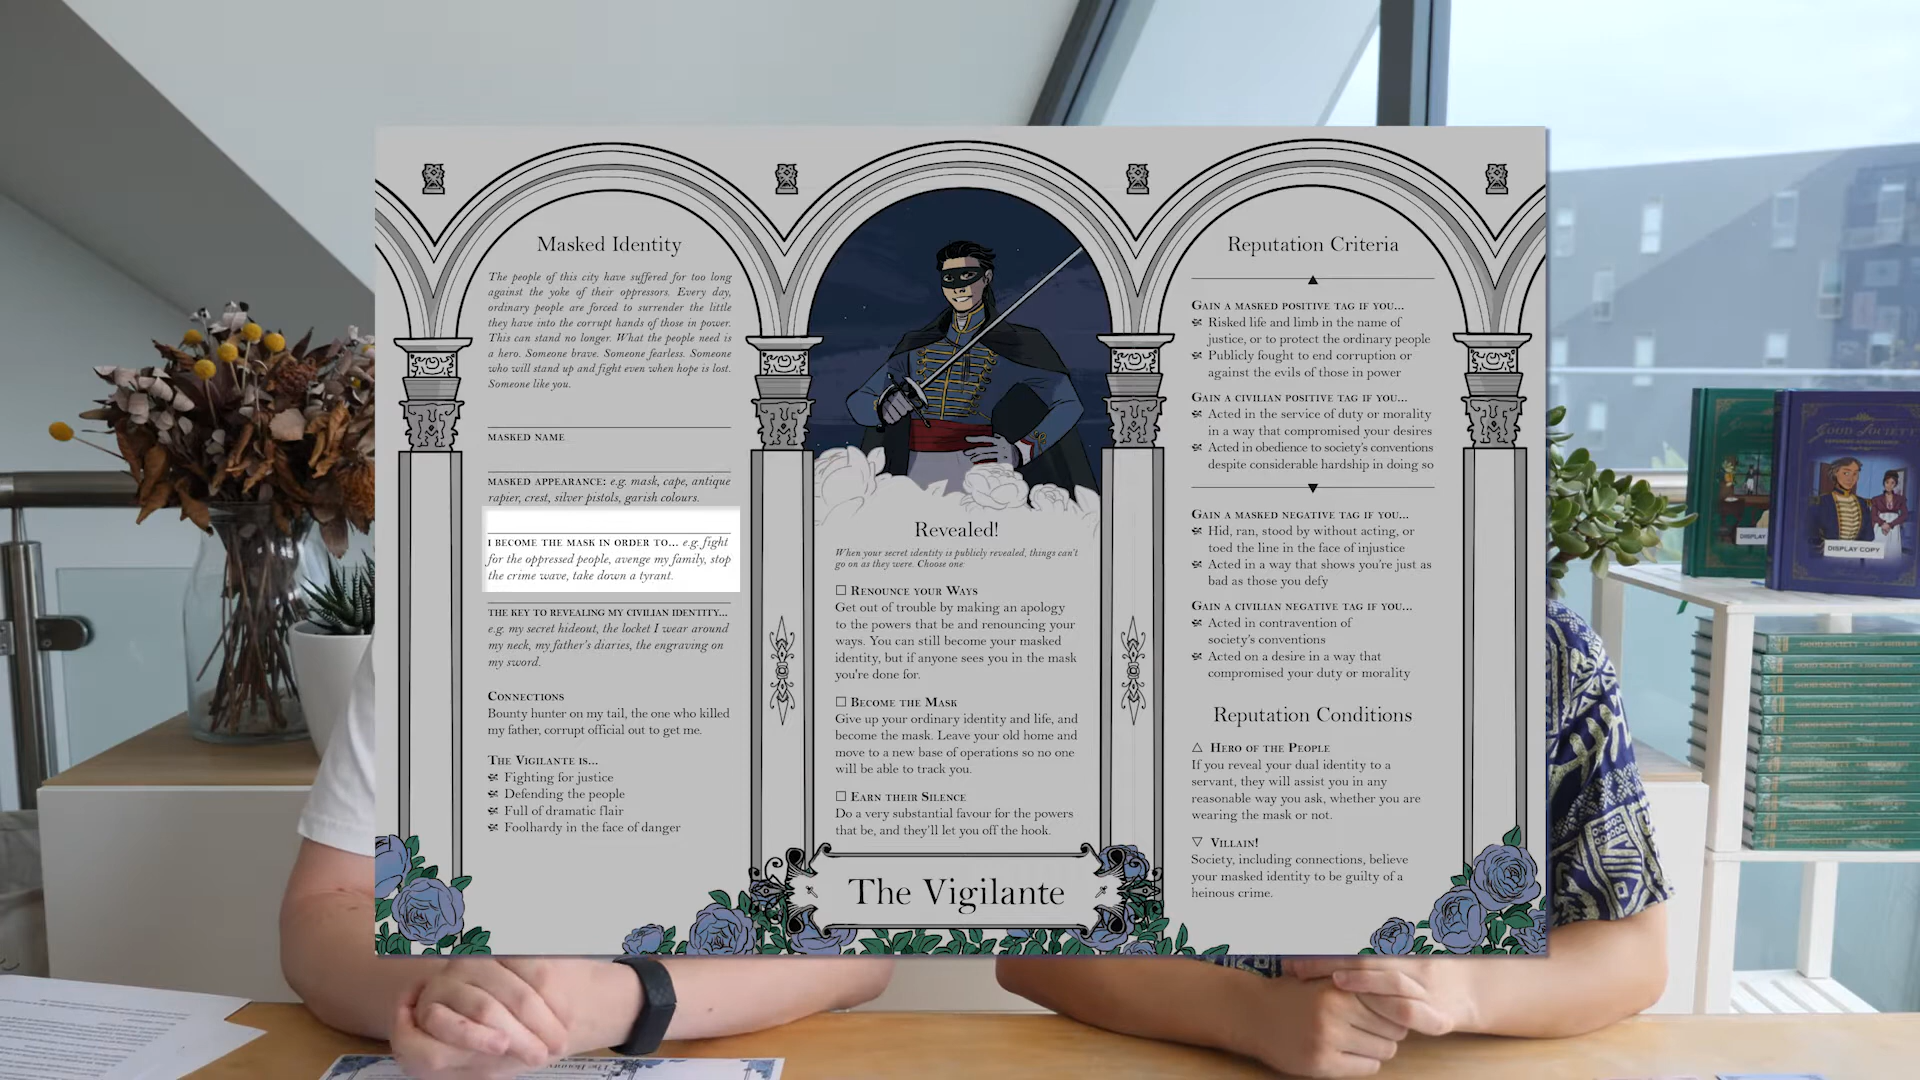 Masked Identity
The people of this city have suffered for too long
against the yoke of their oppressors. Every day,
ordinary people are forced to surrender the little
they have into the corrupt hands of those in power.
This can stand no longer. What the people need is
a hero. Someone brave. Someone fearless. Someone
who will stand up and fight even when hope is lost.
Someone like you.
MASKED NAME
MASKED APPEARANCE: e.g. mask, cape, antique
rapier, crest, silver pistols, garish colours.
I BECOME THE MASK IN ORDER TO... e.g. fight
for the oppressed people, avenge my family, stop
the crime wave, take down a tyrant.
THE KEY TO REVEALING MY CIVILIAN IDENTITY...
e.g. my secret hideout, the locket I wear around
my neck, my father's diaries, the engraving on
my sword.
CONNECTIONS
Bounty hunter on my tail, the one who killed
my father, corrupt official out to get me.
THE VIGILANTE IS...
Fighting for justice
Defending the people
Full of dramatic flair
Foolhardy in the face of danger
Revealed!
When your secret identity is publicly revealed, things can't
go on as they were. Choose one
RENOUNCE YOUR WAYS
Get out of trouble by making an apology
to the powers that be and renouncing your
ways. You can still become your masked
identity, but if anyone sees you in the mask
you're done for.
BECOME THE MASK
Give up your ordinary identity and life, and
become the mask. Leave your old home and
move to a new base of operations so no one
will be able to track you.
EARN THEIR SILENCE
Do a very substantial favour for the powers
that be, and they'll let you off the hook.
The Vigilante
Reputation Criteria
GAIN A MASKED POSITIVE TAG IF YOU...
Risked life and limb in the name of
justice, or to protect the ordinary people
Publicly fought to end corruption or
against the evils of those in power
GAIN A CIVILIAN POSITIVE TAG IF YOU...
Acted in the service of duty or morality
in a way that compromised your desires
Acted in obedience to society's conventions
despite considerable hardship in doing so
GAIN A MASKED NEGATIVE TAG IF YOU...
Hid, ran, stood by without acting, or
toed the line in the face of injustice
Acted in a way that shows you're just as
bad as those you defy
GAIN A CIVILIAN NEGATIVE TAG IF YOU...
Acted in contravention of
society's conventions
Acted on a desire in a way that
compromised your duty or morality
Reputation Conditions
HERO OF THE PEOPLE
If you reveal your dual identity to a
servant, they will assist you in any
reasonable way you ask, whether you are
wearing the mask or not.
VILLAIN!
Society, including connections, believe
your masked identity to be guilty of a
heinous crime.
GOOD SOCIETY
DISPLAY COPY
DISPLAY
GOOD SOCIETY